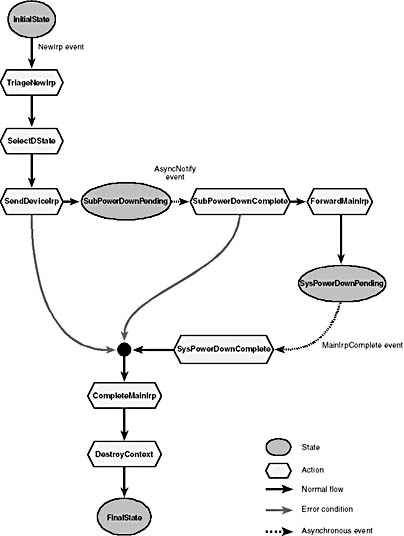 InitialState
NewIrp event
TriageNewIrp
SelectDState
AsyncNotify
event
SendDeviceIrp
SubPowerDownPending
SubPowerDownComplete
ForwardMainIrp
SysPowerDownPending
SysPowerDownComplete
MainIrpComplete event
CompleteMainIrp
DestroyContext
FinalState
State
Action
Normal flow
Error condition
Asynchronous event